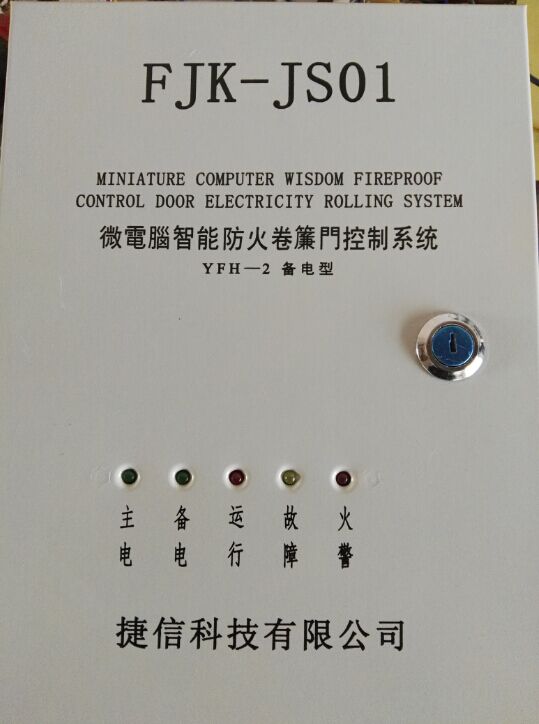 FJK-JS01
MINIATURE COMPUTER WISDOM FIREPROOF
CONTROL DOOR ELECTRICITY ROLLING SYSTEM
微電腦智能防火卷簾門控制系统
YFH—2 备电型
主电 备电 运行 故障 火警
捷信科技有限公司